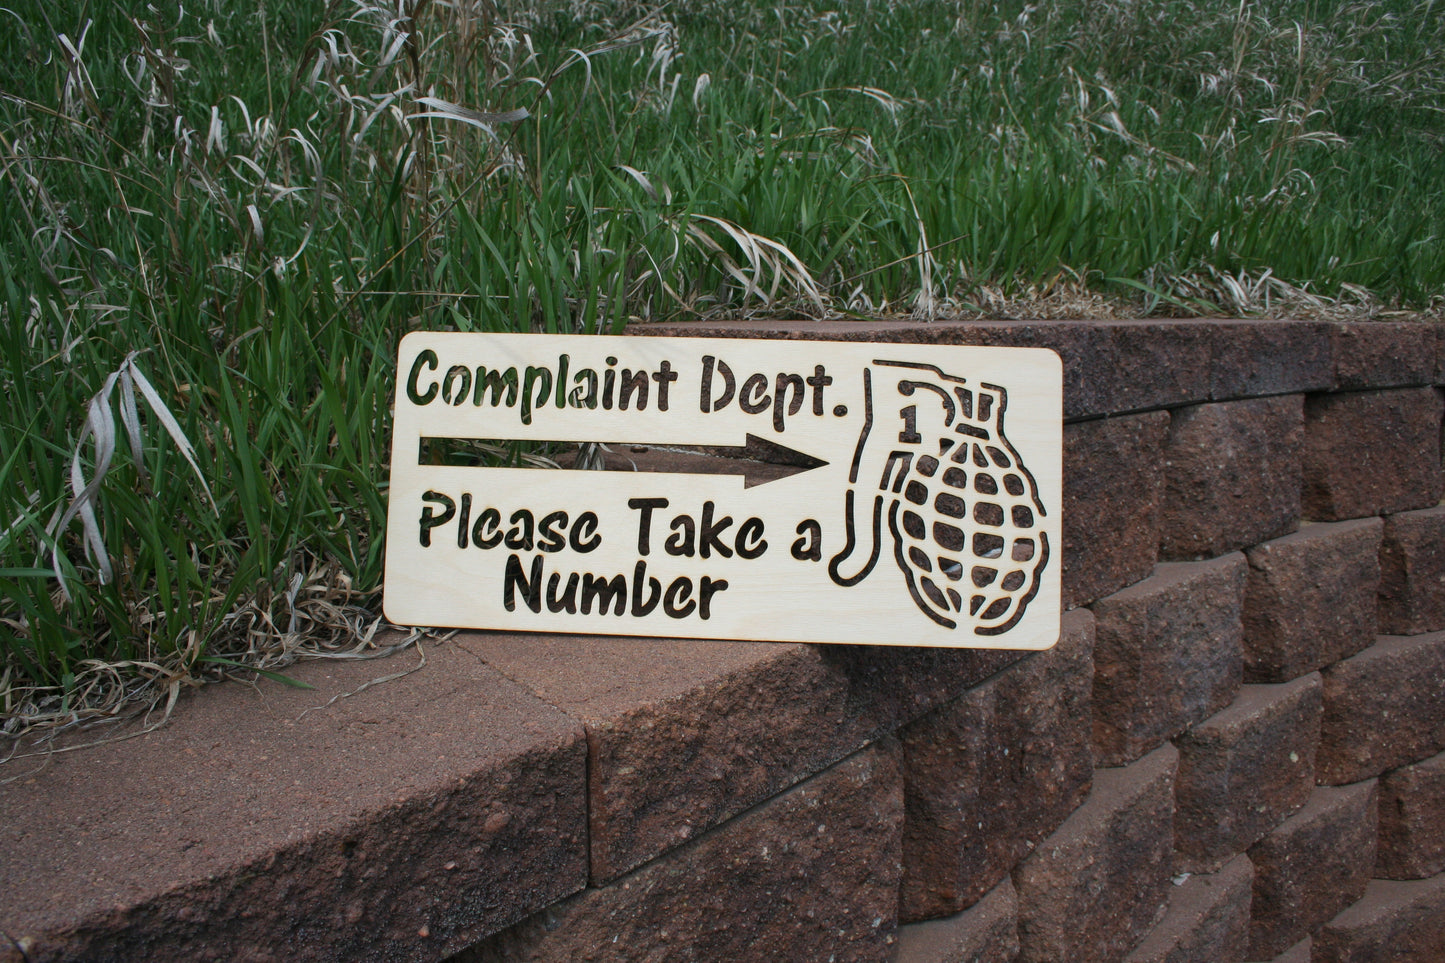 Complaint Dept.
1
Please Take a
Number